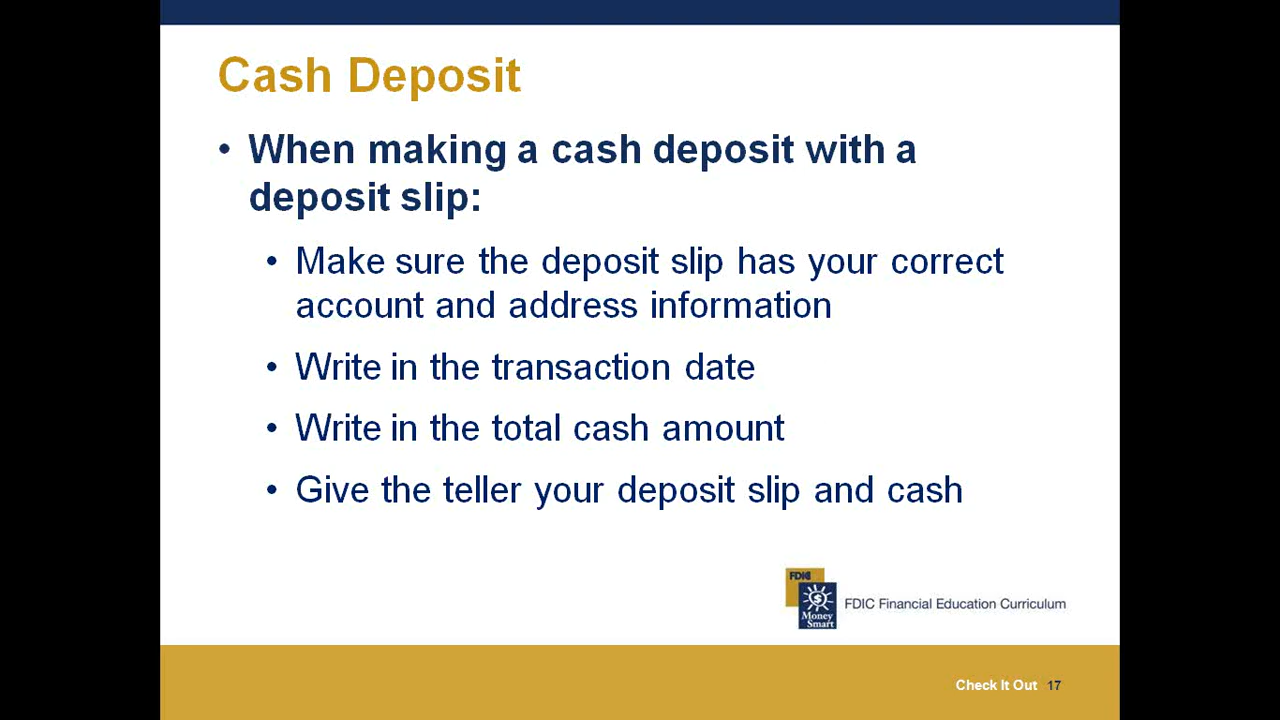 Cash Deposit
• When making a cash deposit with a
deposit slip:
• Make sure the deposit slip has your correct
account and address information
• Write in the transaction date
• Write in the total cash amount
• Give the teller your deposit slip and cash
FDIC
$
Money
Smart
FDIC Financial Education Curriculum
Check It Out 17